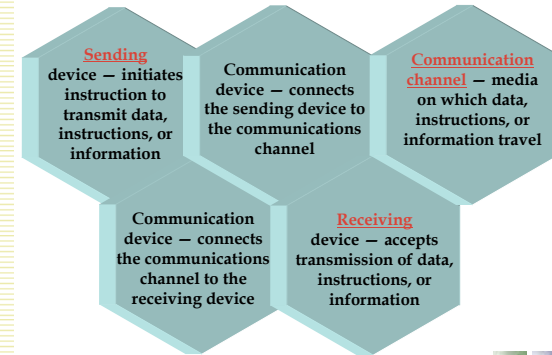 Sending
device — initiates
instruction to
transmit data,
instructions, or
information
Communication
device — connects
the sending device to
the communications
channel
Communication
channel — media
on which data,
instructions, or
information travel
Communication
device — connects
the communications
channel to the
receiving device
Receiving
device — accepts
transmission of data,
instructions, or
information